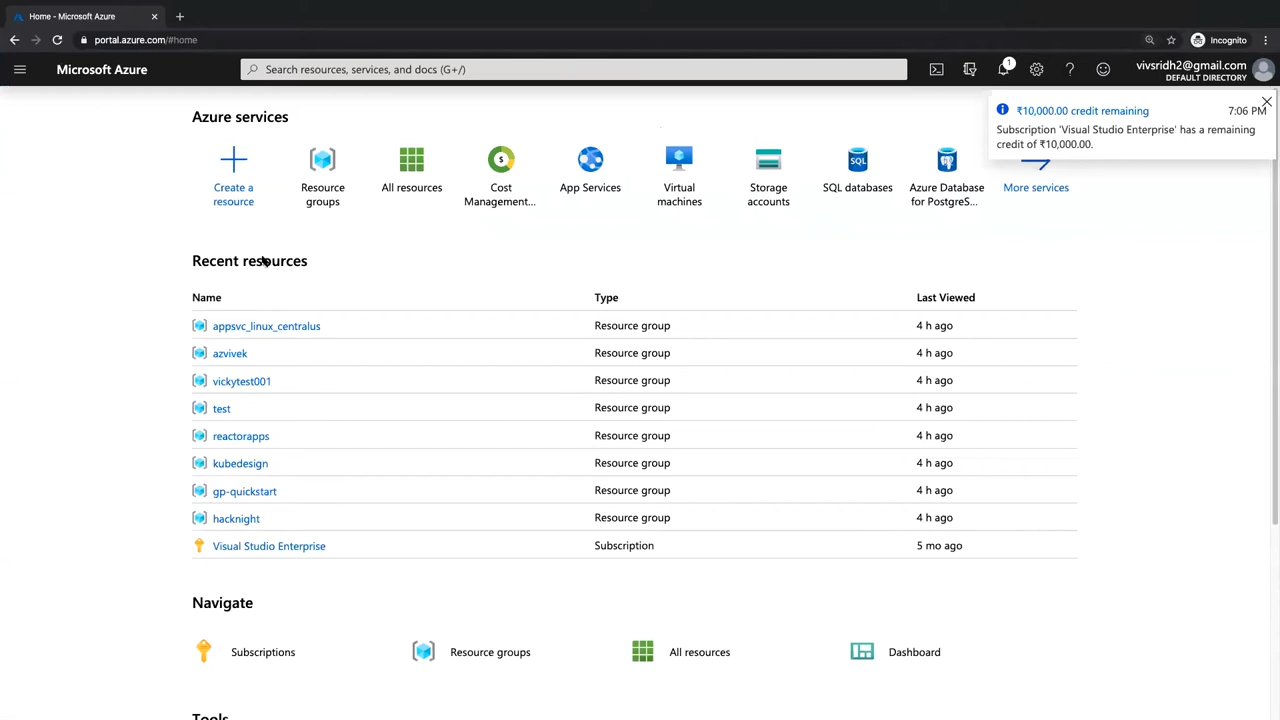 Home - Microsoft Azure
portal.azure.com/#home
Incognito
Microsoft Azure
Search resources, services, and docs (G+/)
1
vivsridh2@gmail.com
DEFAULT DIRECTORY
₹10,000.00 credit remaining
7:06 PM
Subscription 'Visual Studio Enterprise' has a remaining
credit of ₹10,000.00.
Azure services
Create a
resource
Resource
groups
All resources
Cost
Management...
App Services
Virtual
machines
Storage
accounts
SQL
SQL databases
Azure Database
for PostgreS...
More services
Recent resources
Name Type Last Viewed
appsvc_linux_centralus Resource group 4 h ago
azvivek Resource group 4 h ago
vickytest001 Resource group 4 h ago
test Resource group 4 h ago
reactorapps Resource group 4 h ago
kubedesign Resource group 4 h ago
gp-quickstart Resource group 4 h ago
hacknight Resource group 4 h ago
Visual Studio Enterprise Subscription 5 mo ago
Navigate
Subscriptions Resource groups All resources Dashboard
Tools